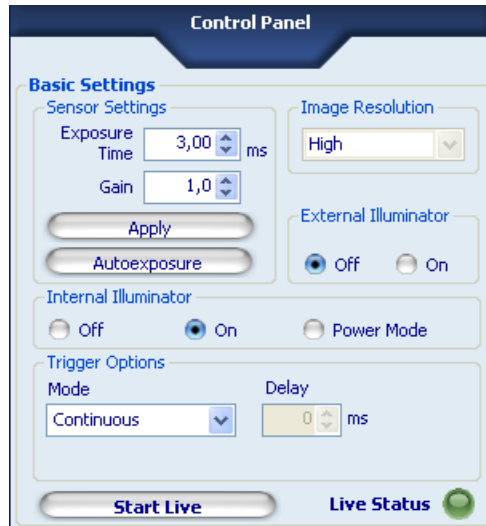 Control Panel
Basic Settings
Sensor Settings
Exposure
Time
3,00
ms
Gain
1,0
Apply
Autoexposure
Image Resolution
High
External Illuminator
Off
On
Internal Illuminator
Off
On
Power Mode
Trigger Options
Mode
Delay
Continuous
0
ms
Start Live
Live Status